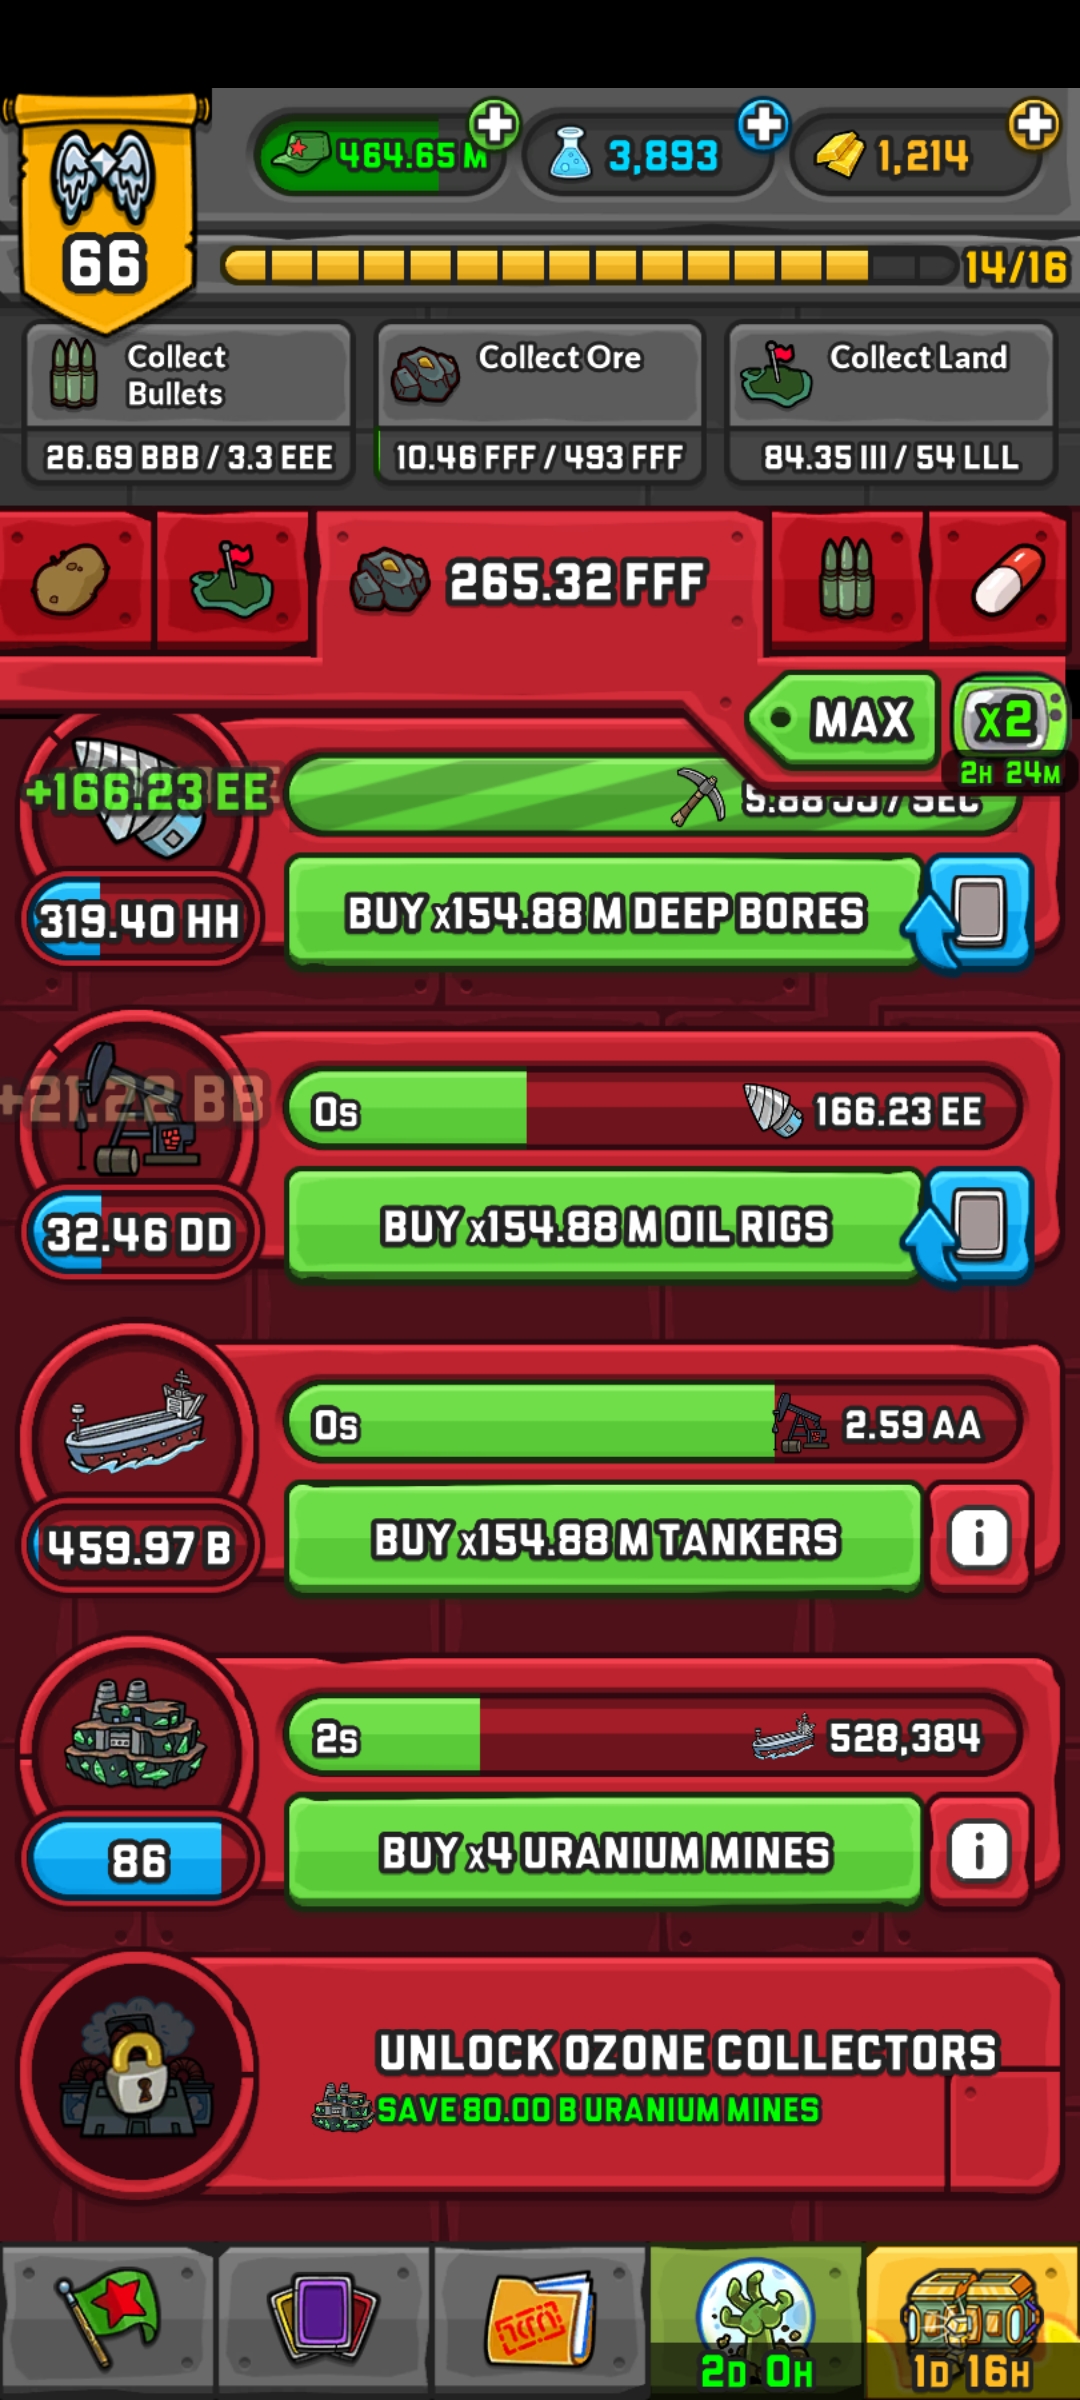 464.65 M
3,893
1,214
66
14/16
Collect
Bullets
Collect Ore
Collect Land
26.69 BBB / 3.3 EEE
10.46 FFF / 493 FFF
84.35 III / 54 LLL
265.32 FFF
MAX
x2
2H 24M
+166.23 EE
5.88 JJ / SEC
319.40 HH
BUY x154.88 M DEEP BORES
+21.22 BB
0s
166.23 EE
32.46 DD
BUY x154.88 M OIL RIGS
0s
2.59 AA
459.97 B
BUY x154.88 M TANKERS
i
2s
528,384
86
BUY x4 URANIUM MINES
i
UNLOCK OZONE COLLECTORS
SAVE 80.00 B URANIUM MINES
2D 0H
1D 16H